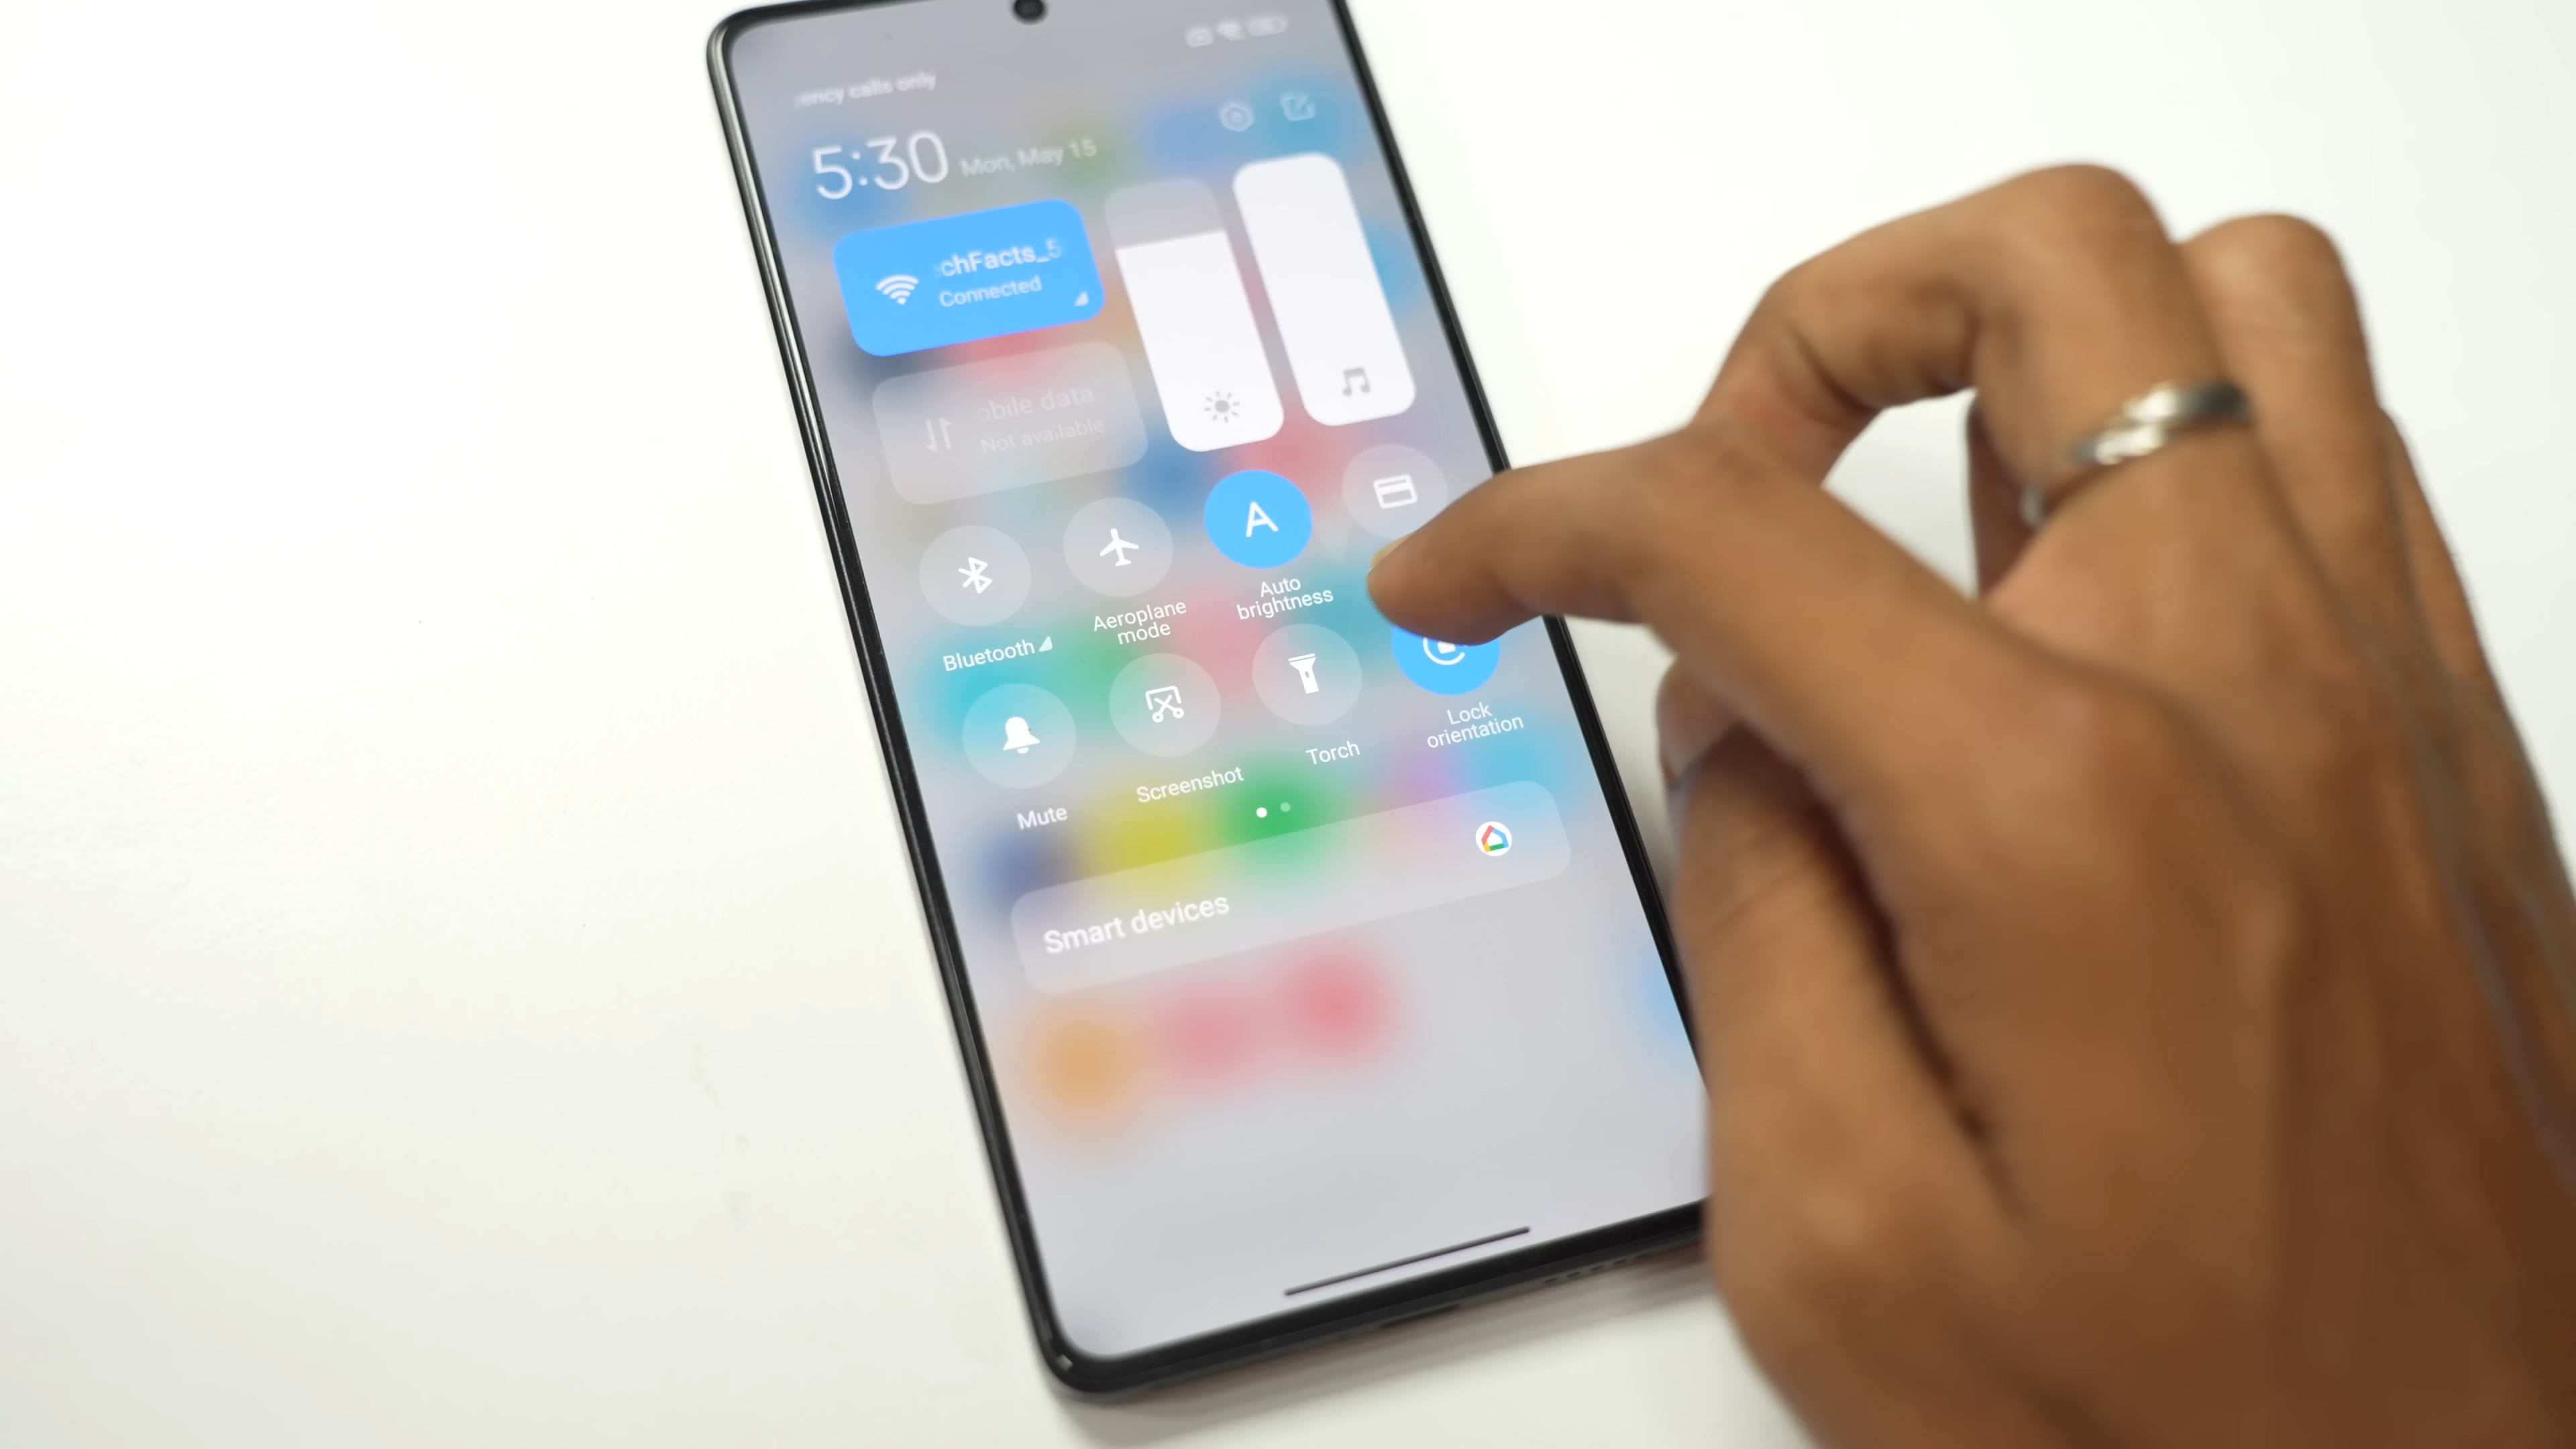 ency calls only
5:30 Mon, May 15
chFacts_5
Connected
obile data
Not available
A
Bluetooth
Aeroplane
mode
Auto
brightness
Mute
Screenshot
Torch
Lock
orientation
Smart devices